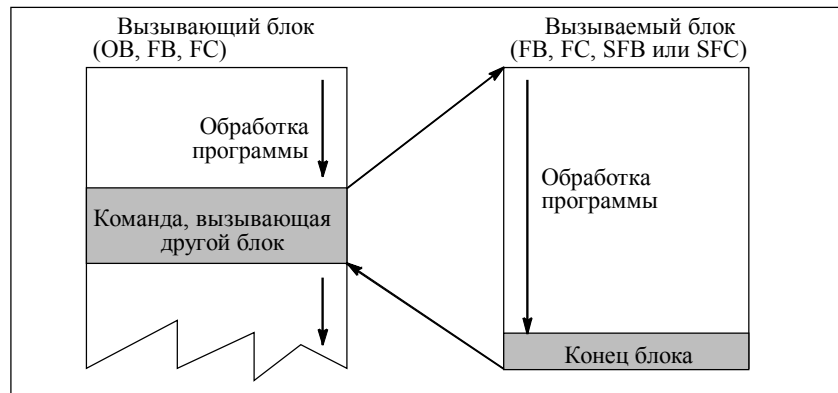 Вызывающий блок
(OB, FB, FC)
Обработка
программы
Команда, вызывающая
другой блок
Вызываемый блок
(FB, FC, SFB или SFC)
Обработка
программы
Конец блока